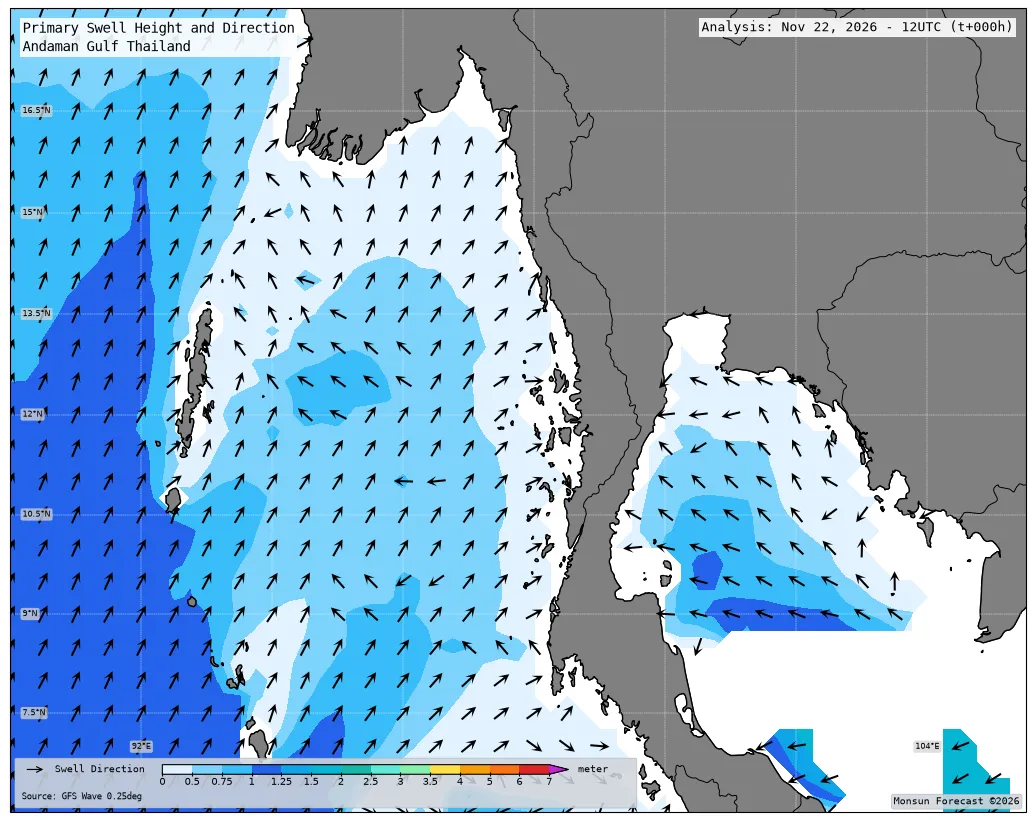 Primary Swell Height and Direction
Andaman Gulf Thailand
Analysis: Nov 22, 2026 - 12UTC (t+000h)
16.5°N
15°N
13.5°N
12°N
10.5°N
9°N
7.5°N
92°E
104°E
Swell Direction
meter
0 0.5 0.75 1 1.25 1.5 2 2.5 3 3.5 4 5 6 7
Source: GFS Wave 0.25deg
Monsun Forecast ©2026